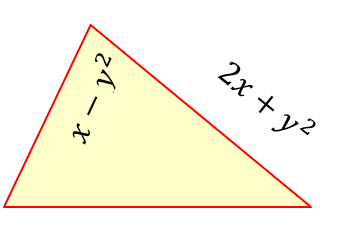 x − y²
2x + y²